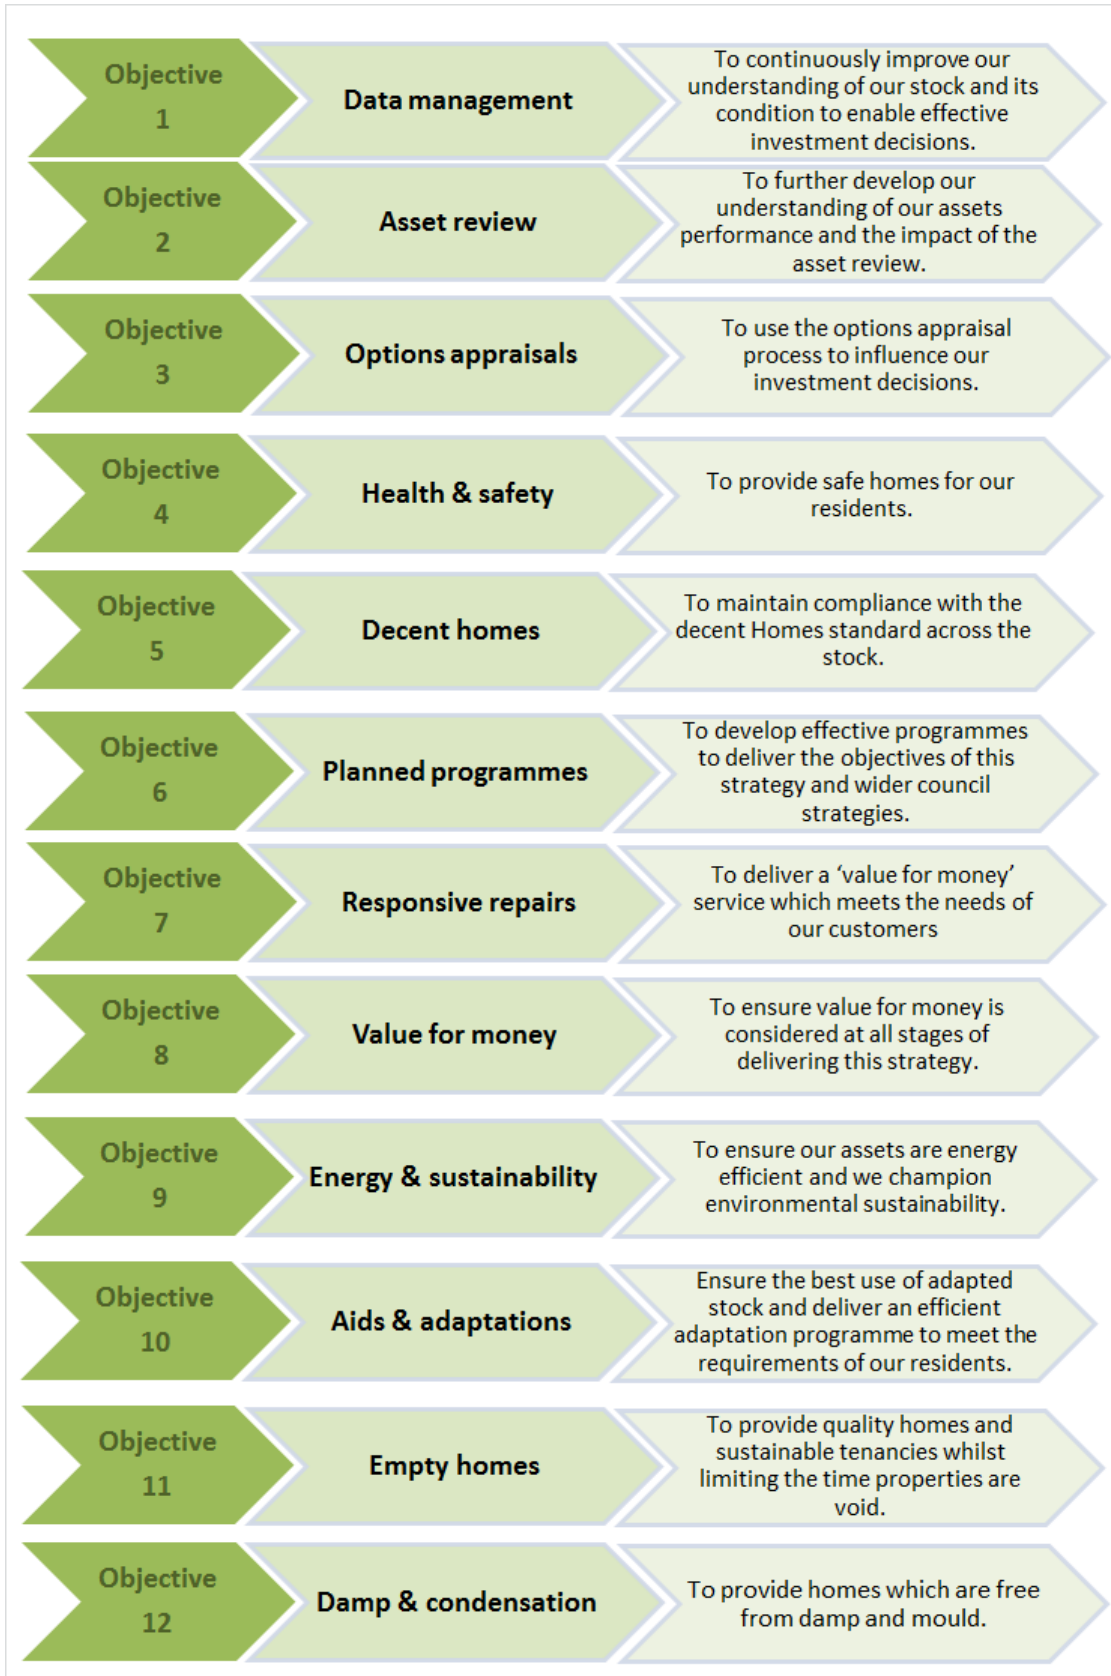 Objective
1
Data management
To continuously improve our
understanding of our stock and its
condition to enable effective
investment decisions.
Objective
2
Asset review
To further develop our
understanding of our assets
performance and the impact of the
asset review.
Objective
3
Options appraisals
To use the options appraisal
process to influence our
investment decisions.
Objective
4
Health & safety
To provide safe homes for our
residents.
Objective
5
Decent homes
To maintain compliance with the
decent Homes standard across the
stock.
Objective
6
Planned programmes
To develop effective programmes
to deliver the objectives of this
strategy and wider council
strategies.
Objective
7
Responsive repairs
To deliver a ‘value for money’
service which meets the needs of
our customers
Objective
8
Value for money
To ensure value for money is
considered at all stages of
delivering this strategy.
Objective
9
Energy & sustainability
To ensure our assets are energy
efficient and we champion
environmental sustainability.
Objective
10
Aids & adaptations
Ensure the best use of adapted
stock and deliver an efficient
adaptation programme to meet the
requirements of our residents.
Objective
11
Empty homes
To provide quality homes and
sustainable tenancies whilst
limiting the time properties are
void.
Objective
12
Damp & condensation
To provide homes which are free
from damp and mould.